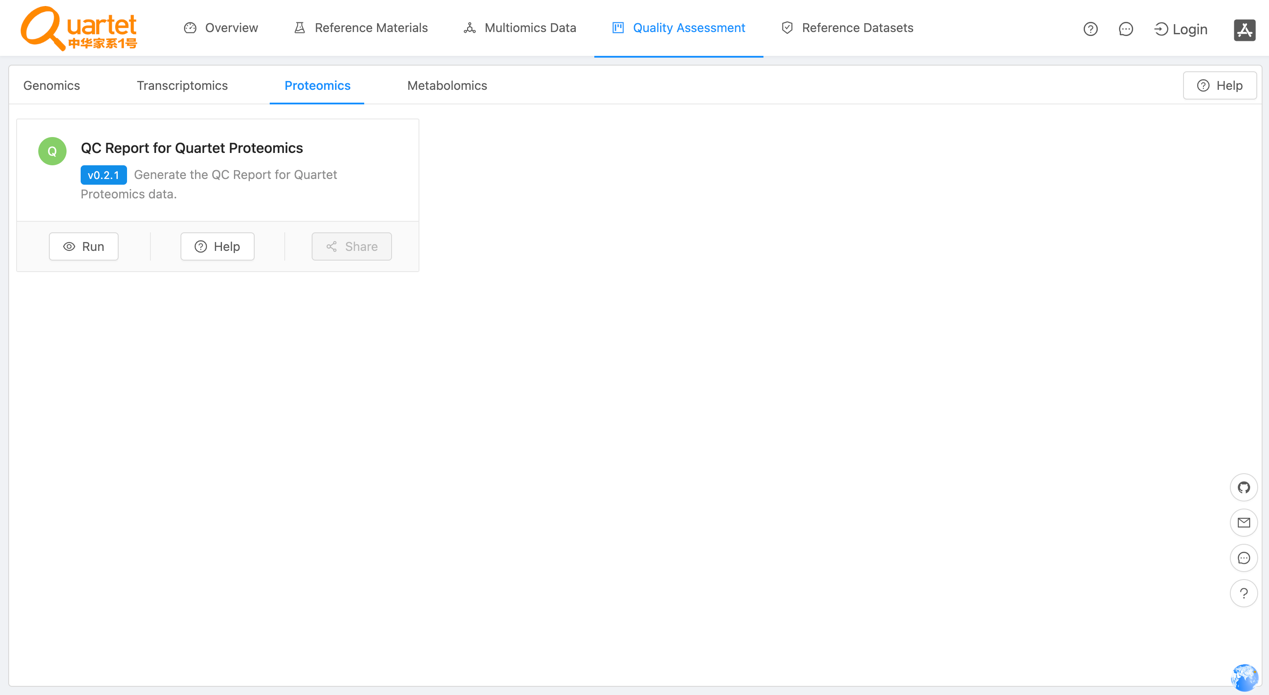 Quartet
中华家系1号
Overview
Reference Materials
Multiomics Data
Quality Assessment
Reference Datasets
Login
Genomics
Transcriptomics
Proteomics
Metabolomics
Help
Q
QC Report for Quartet Proteomics
v0.2.1 Generate the QC Report for Quartet
Proteomics data.
Run
Help
Share